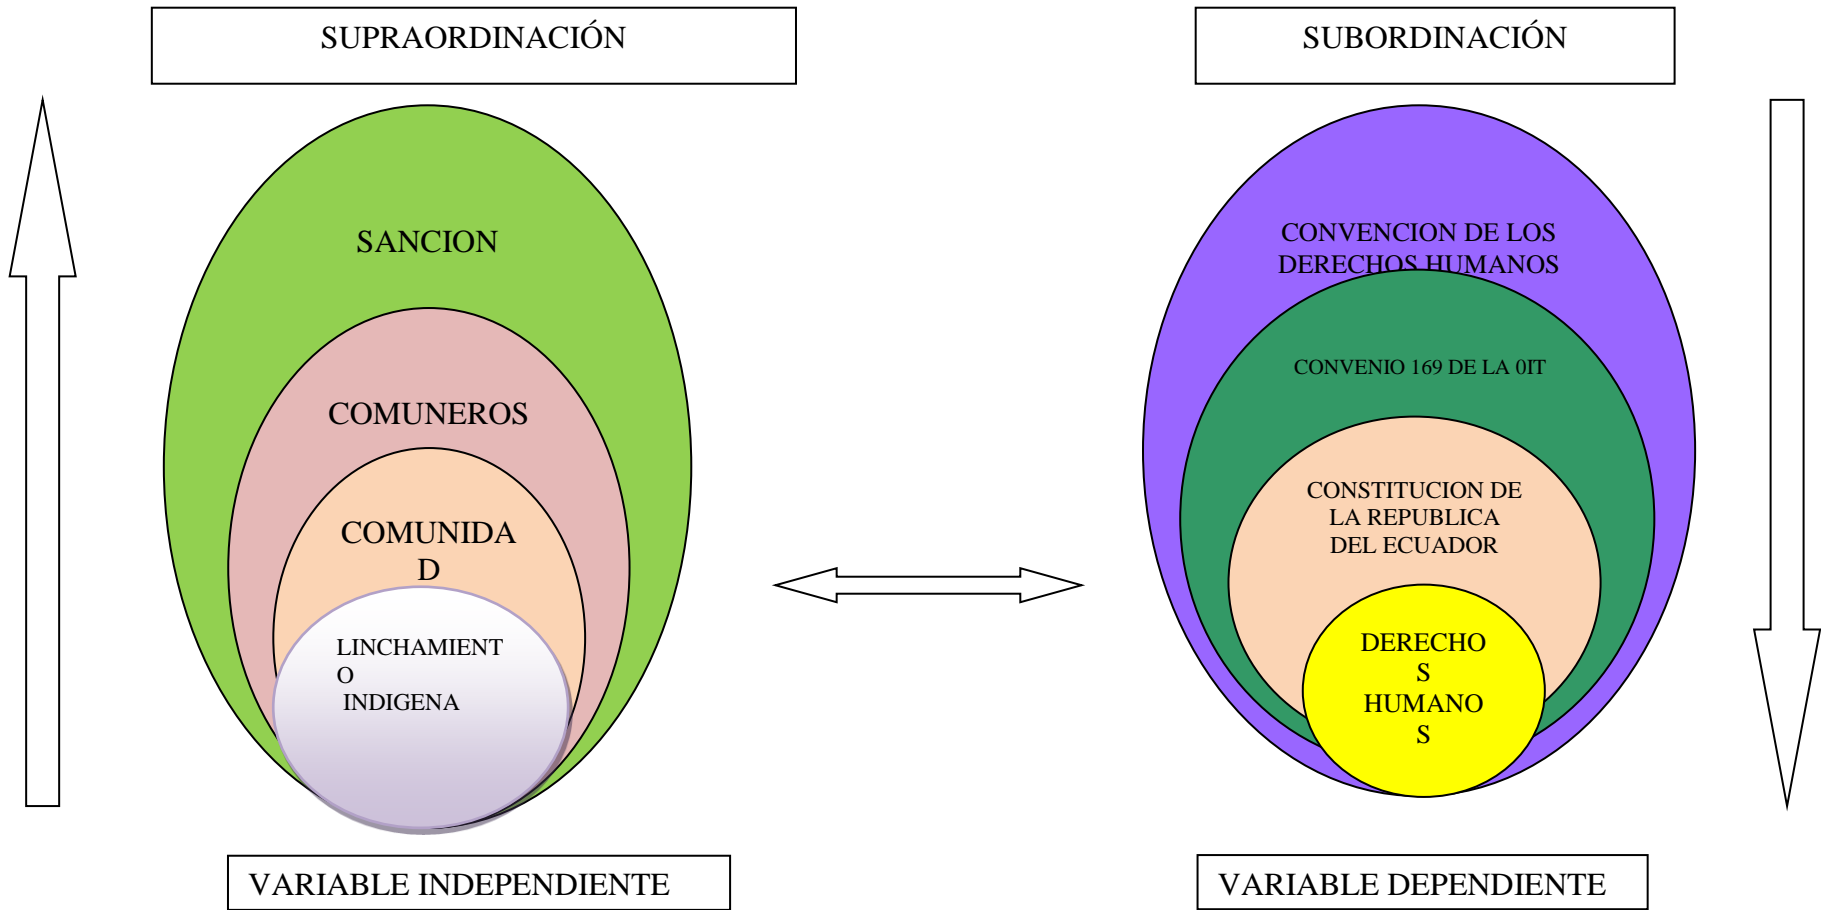 SUPRAORDINACIÓN
SANCION
COMUNEROS
COMUNIDA
D
LINCHAMIENT
O
INDIGENA
VARIABLE INDEPENDIENTE
SUBORDINACIÓN
CONVENCION DE LOS
DERECHOS HUMANOS
CONVENIO 169 DE LA 0IT
CONSTITUCION DE
LA REPUBLICA
DEL ECUADOR
DERECHO
S
HUMANO
S
VARIABLE DEPENDIENTE